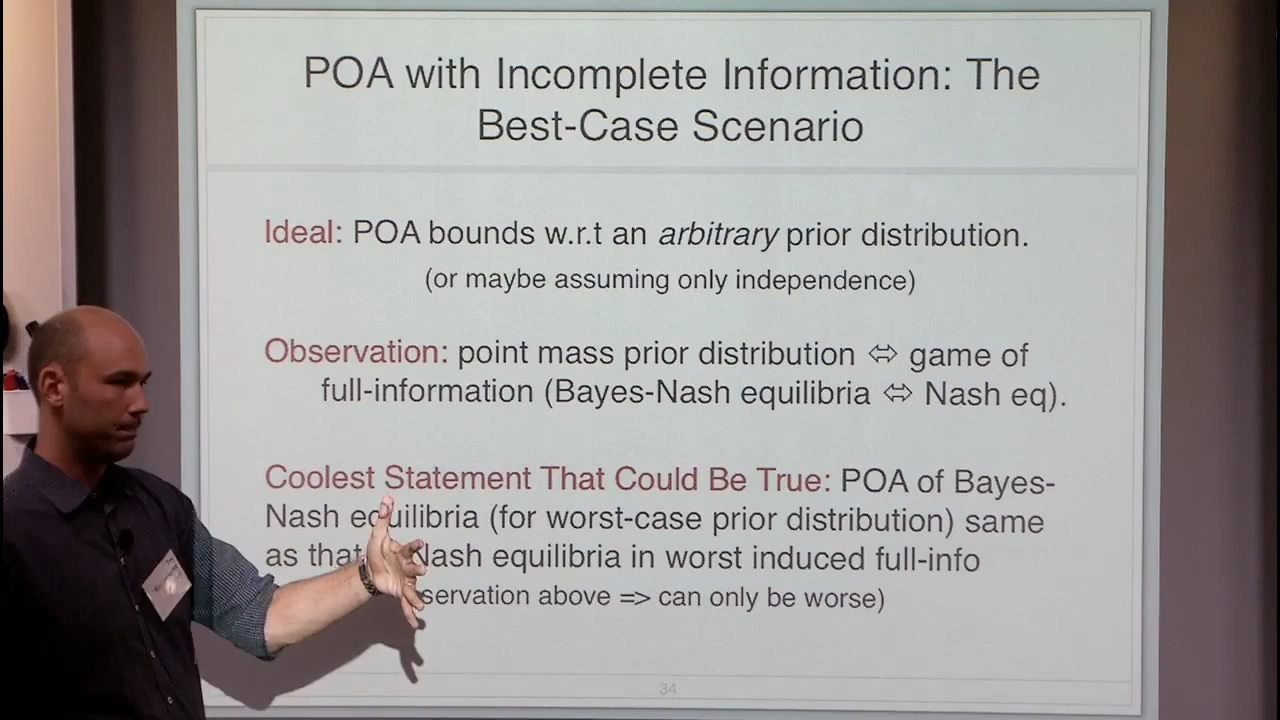 POA with Incomplete Information: The
Best-Case Scenario
Ideal: POA bounds w.r.t an arbitrary prior distribution.
(or maybe assuming only independence)
Observation: point mass prior distribution ⇔ game of
full-information (Bayes-Nash equilibria ⇔ Nash eq).
Coolest Statement That Could Be True: POA of Bayes-
Nash equilibria (for worst-case prior distribution) same
as that Nash equilibria in worst induced full-info
above => can only be worse)
34